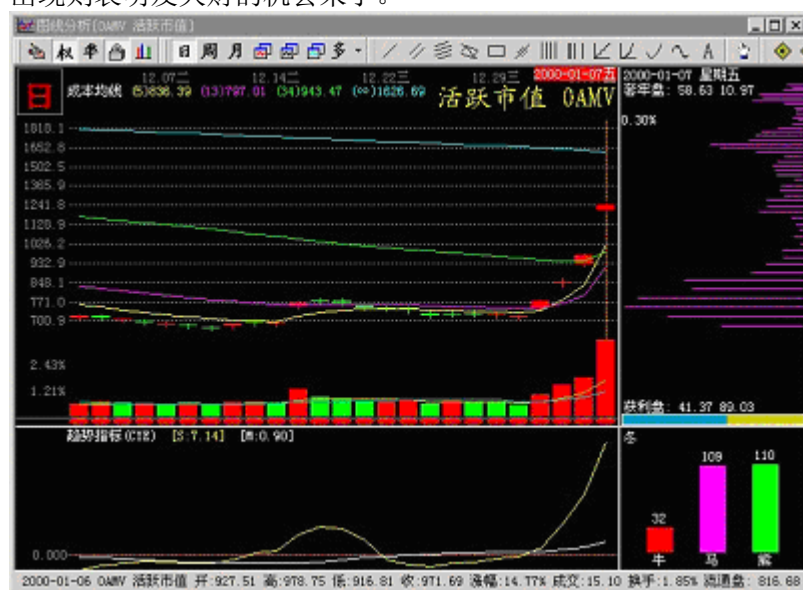 出现则表明发大财的机会来了。
图线分析(OAMV 活跃市值)
日 周 月 多
12.07二 12.14二 12.22三 12.29三 2000-01-07五
日 成本均线 (5)836.39 (13)797.01 (34)943.47 (∞)1626.69
活跃市值 OAMV
2000-01-07 星期五
套牢盘: 58.63 10.97
0.30%
1818.1
1652.8
1502.5
1365.9
1241.8
1128.9
1026.2
932.9
848.1
771.0
700.9
2.43%
1.21%
获利盘: 41.37 89.03
趋势指标(CYE) [S:7.14] [M:0.90]
0.000
冬
32 109 110
牛 马 熊
2000-01-06 OAMV 活跃市值 开:927.51 高:978.75 低:916.81 收:971.69 涨幅:14.77% 成交:15.10 换手:1.85% 流通盘: 816.68